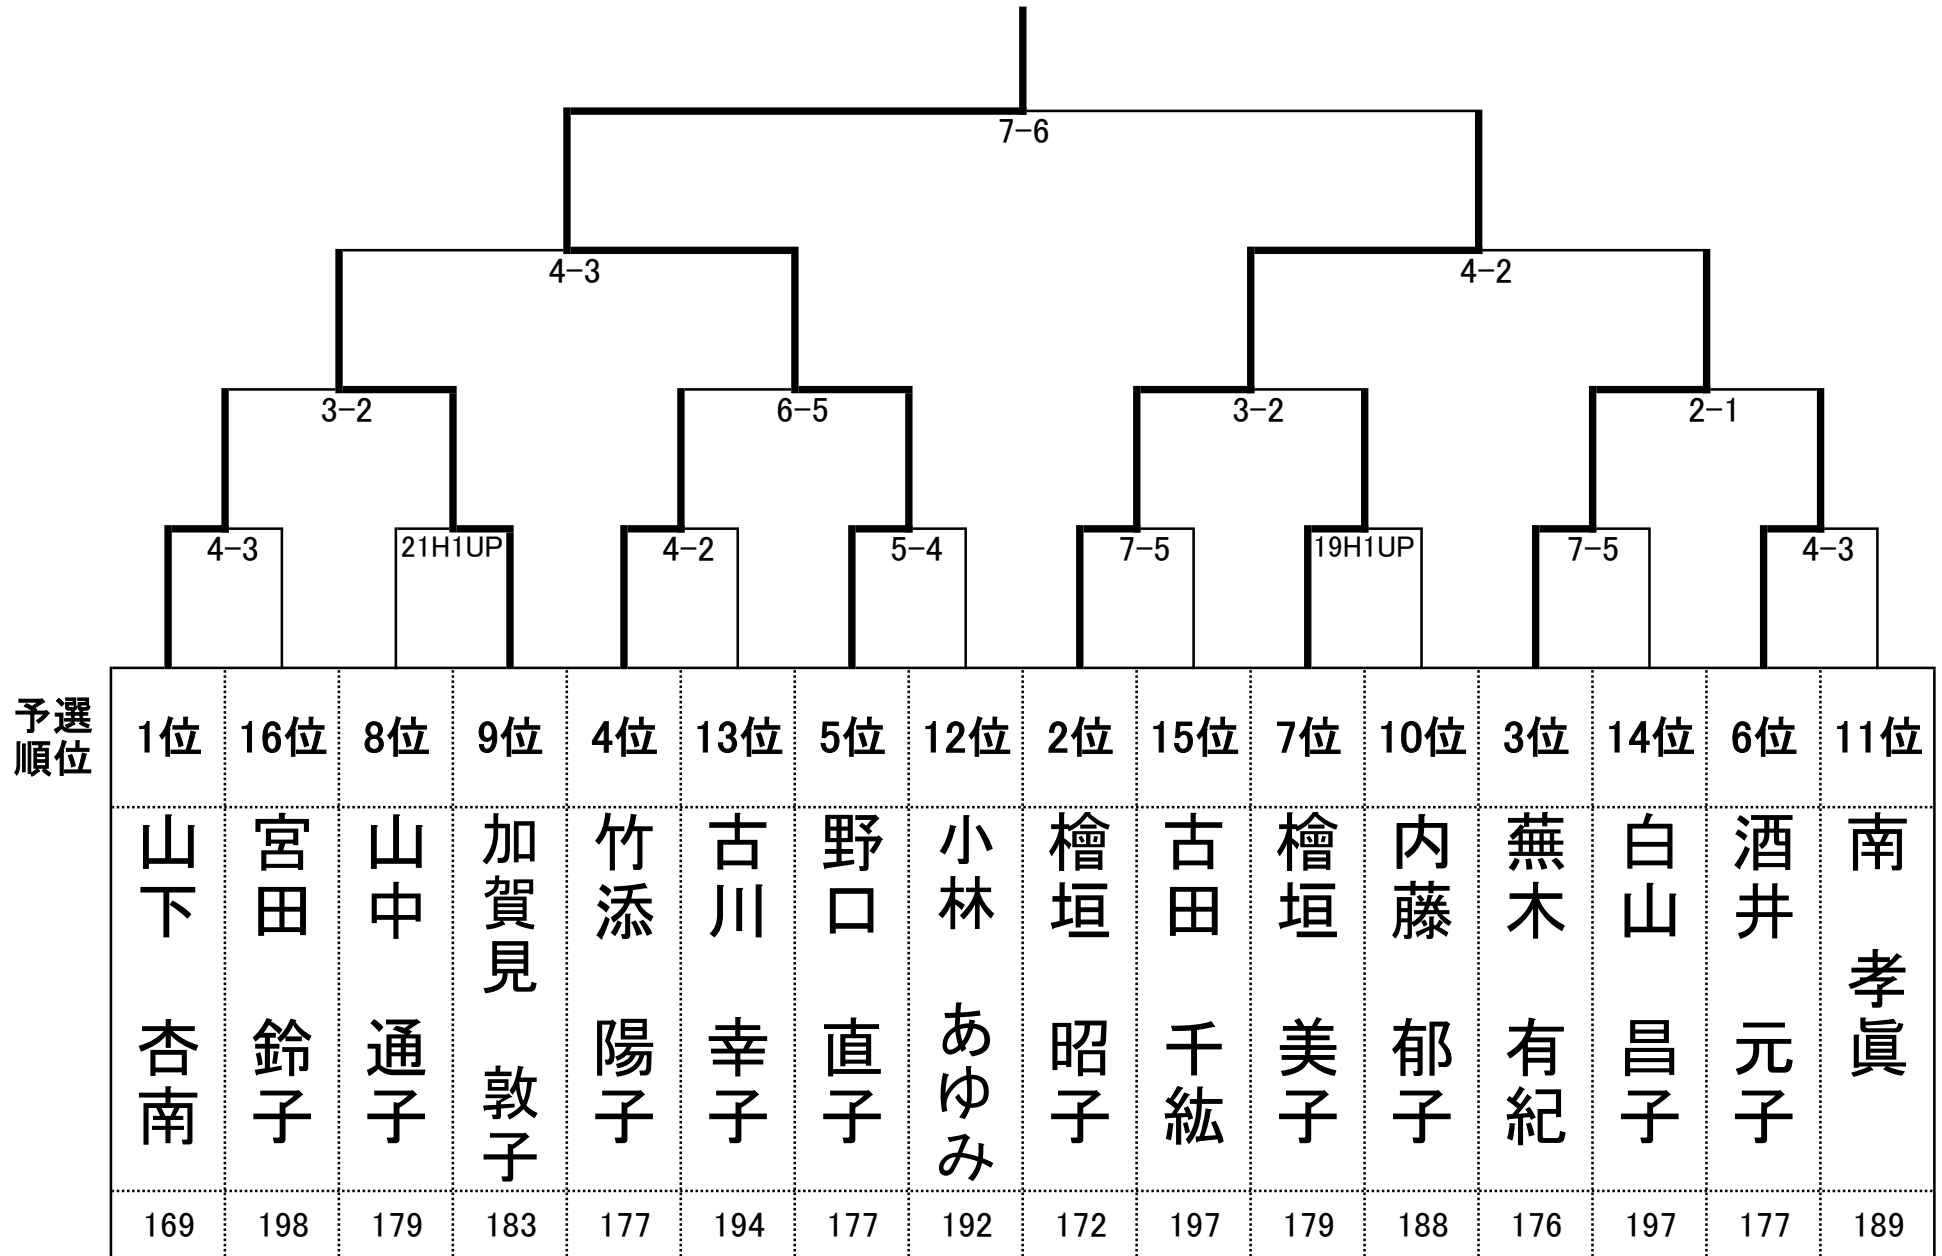 7-6
4-3
4-2
3-2
6-5
3-2
2-1
4-3
21H1UP
4-2
5-4
7-5
19H1UP
7-5
4-3
予選
順位
1位 16位 8位 9位 4位 13位 5位 12位 2位 15位 7位 10位 3位 14位 6位 11位
山下 杏南
宮田 鈴子
山中 通子
加賀見 敦子
竹添 陽子
古川 幸子
野口 直子
小林 あゆみ
檜垣 昭子
古田 千紘
檜垣 美子
内藤 郁子
蕪木 有紀
白山 昌子
酒井 元子
南 孝眞
169 198 179 183 177 194 177 192 172 197 179 188 176 197 177 189